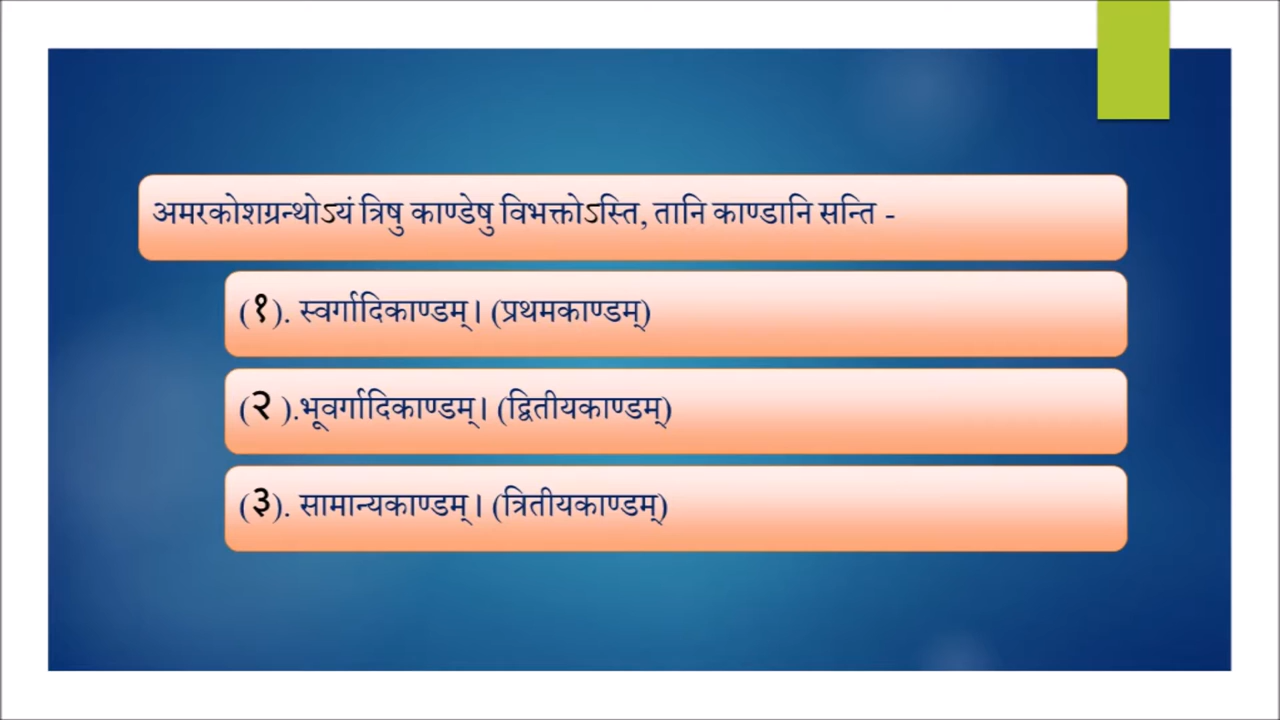 अमरकोशग्रन्थोऽयं त्रिषु काण्डेषु विभक्तोऽस्ति, तानि काण्डानि सन्ति -
(१). स्वर्गादिकाण्डम्। (प्रथमकाण्डम्)
(२ ).भूवर्गादिकाण्डम्। (द्वितीयकाण्डम्)
(३). सामान्यकाण्डम्। (त्रितीयकाण्डम्)